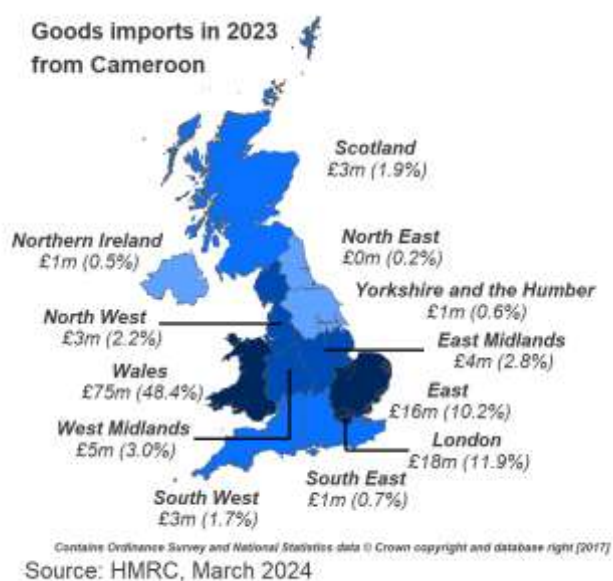 Goods imports in 2023
from Cameroon
Scotland
£3m (1.9%)
Northern Ireland
£1m (0.5%)
North East
£0m (0.2%)
Yorkshire and the Humber
£1m (0.6%)
North West
£3m (2.2%)
East Midlands
£4m (2.8%)
Wales
£75m (48.4%)
East
£16m (10.2%)
West Midlands
£5m (3.0%)
London
£18m (11.9%)
South East
£1m (0.7%)
South West
£3m (1.7%)
Contains Ordinance Survey and National Statistics data © Crown copyright and database right [2017]
Source: HMRC, March 2024